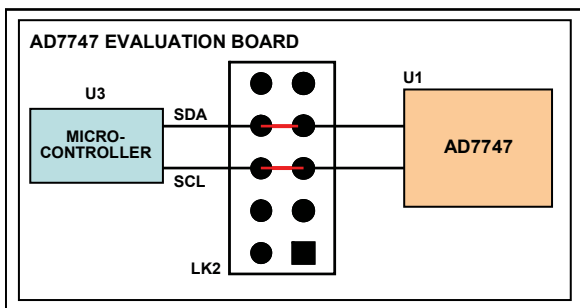 AD7747 EVALUATION BOARD
U3
U1
SDA
MICRO-
CONTROLLER
AD7747
SCL
LK2